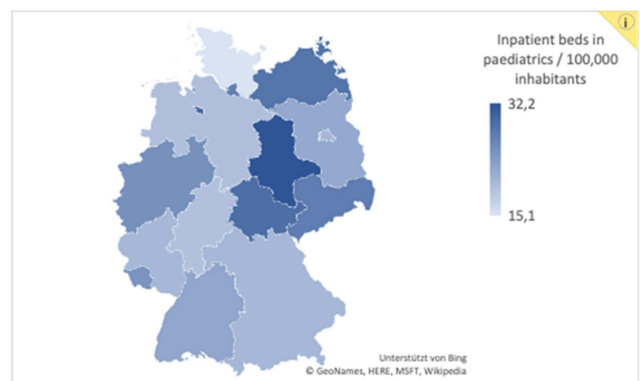 Inpatient beds in
paediatrics / 100,000
inhabitants
32,2
15,1
Unterstützt von Bing
© GeoNames, HERE, MSFT, Wikipedia